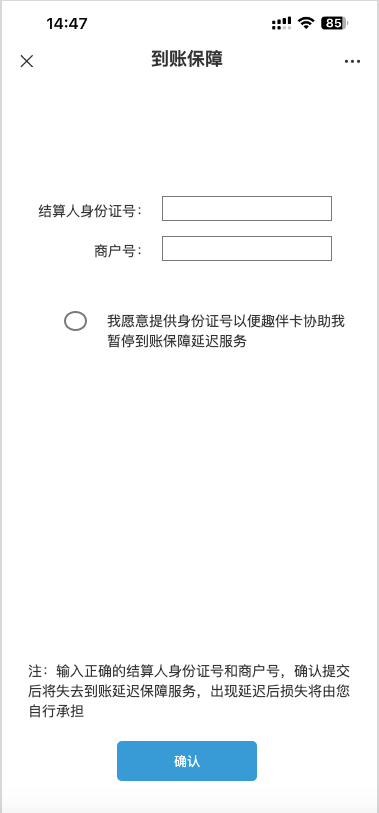 14:47
85
到账保障
结算人身份证号：
商户号：
我愿意提供身份证号以便趣伴卡协助我
暂停到账保障延迟服务
注：输入正确的结算人身份证号和商户号，确认提交
后将失去到账延迟保障服务，出现延迟后损失将由您
自行承担
确认